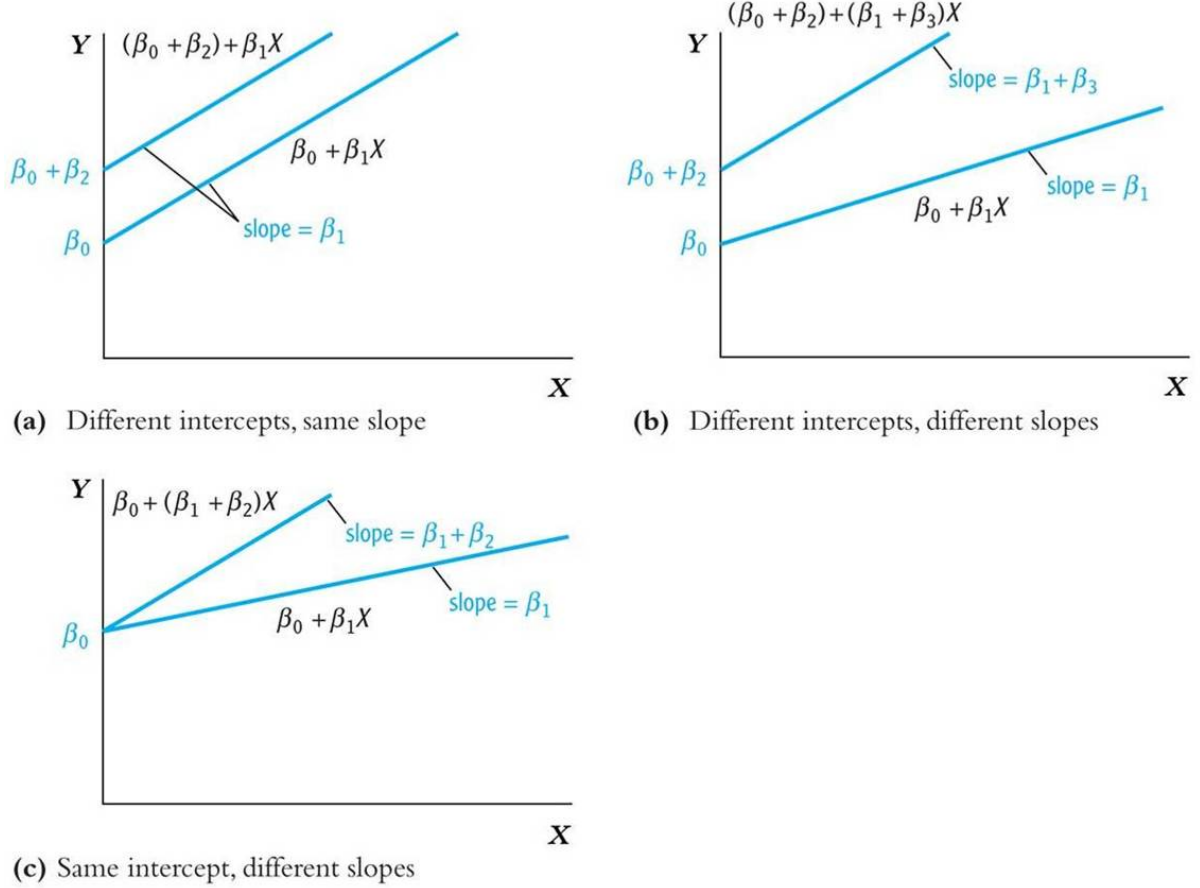 Y (β₀ +β₂)+β₁X
β₀ +β₁X
β₀ +β₂
slope = β₁
β₀
X
(a) Different intercepts, same slope
(β₀ +β₂)+(β₁ +β₃)X
Y
slope = β₁+β₃
β₀ +β₂
slope = β₁
β₀ +β₁X
β₀
X
(b) Different intercepts, different slopes
Y β₀+(β₁ +β₂)X
slope = β₁+β₂
slope = β₁
β₀ +β₁X
β₀
X
(c) Same intercept, different slopes